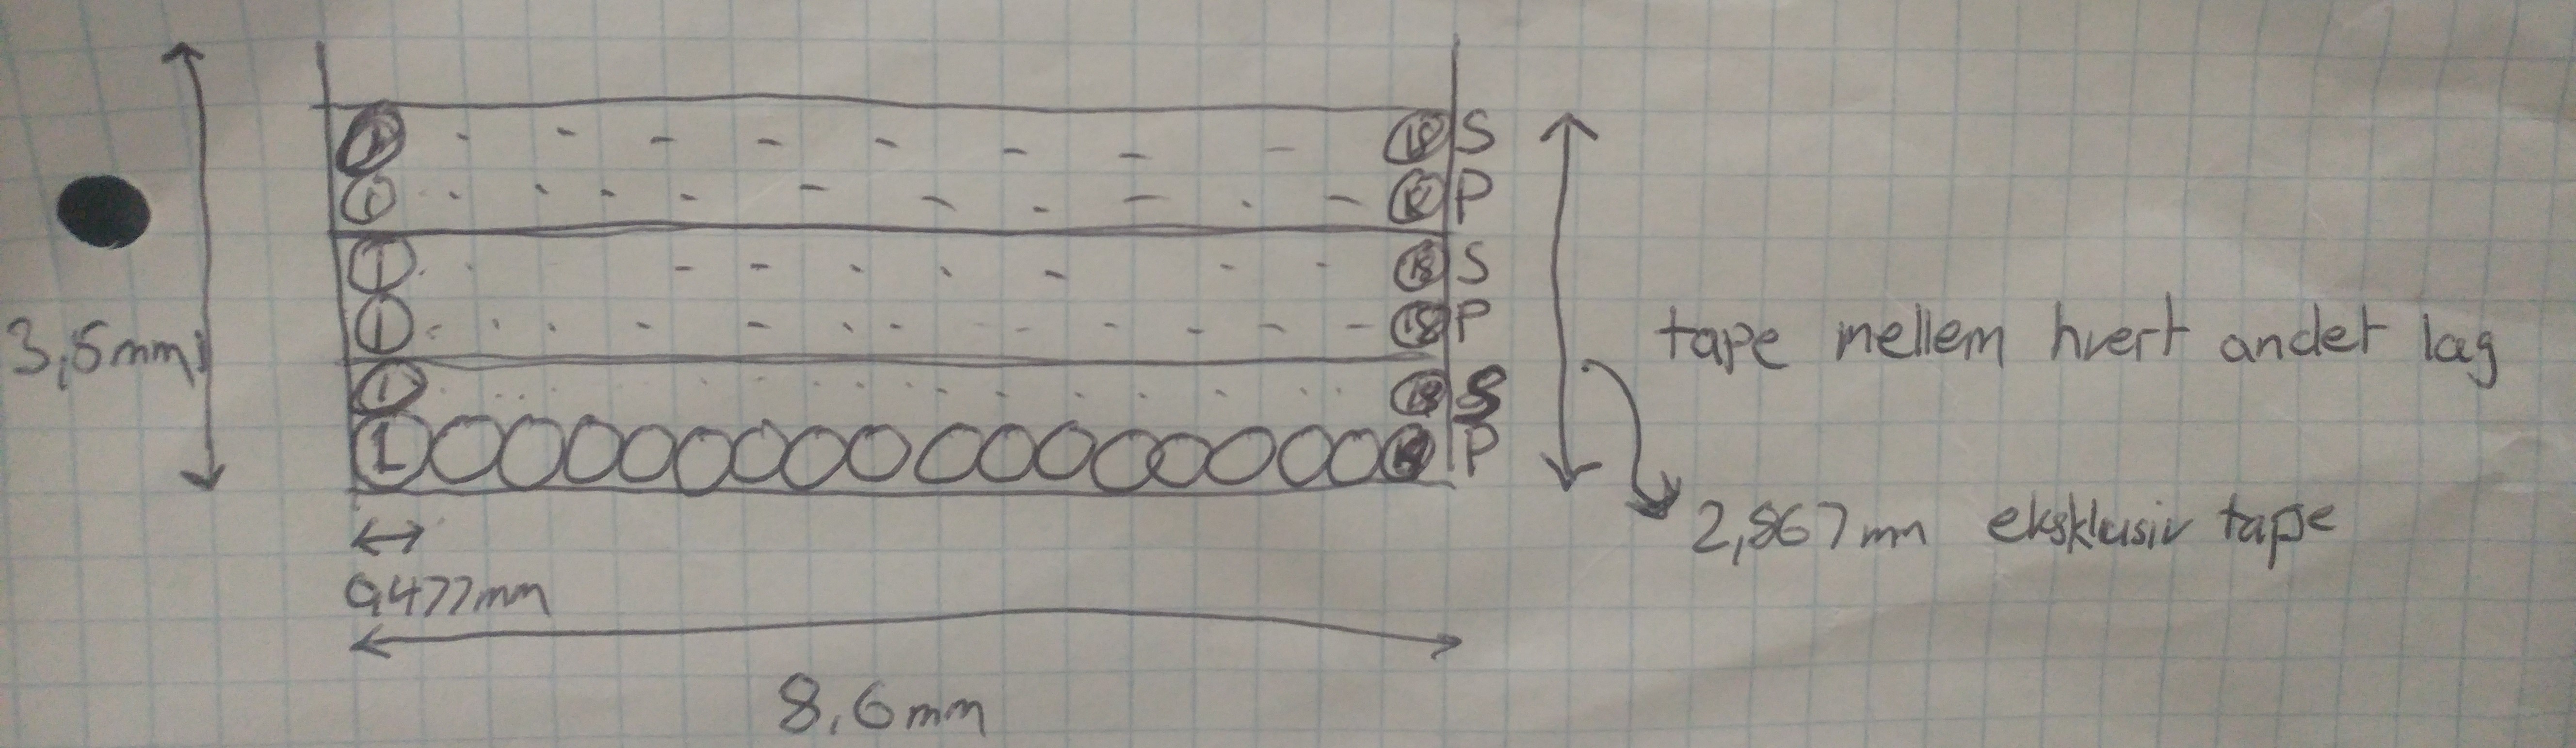 1 18 S
1 18 P
1 18 S
1 18 P
3,5mm
tape mellem hvert andet lag
1 18 S
1 P
2,867mm eksklusiv tape
0,477mm
8,6mm